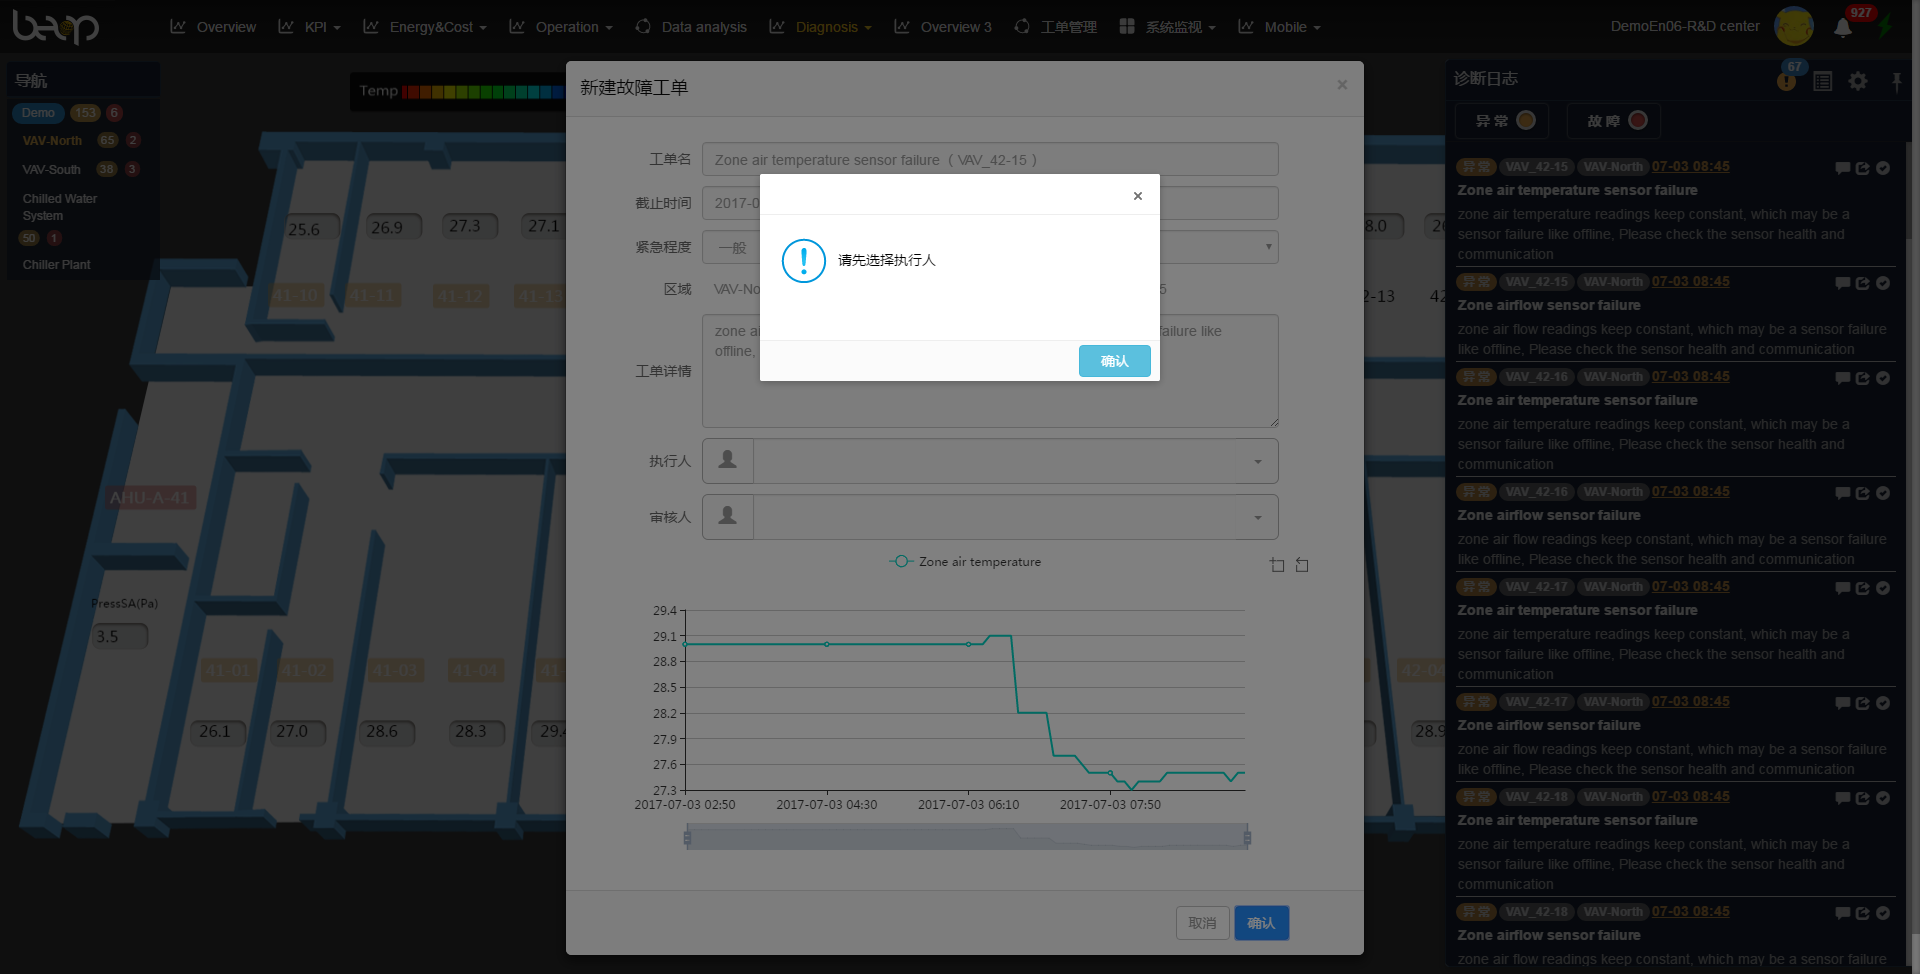 beop
Overview
KPI
Energy&Cost
Operation
Data analysis
Diagnosis
Overview 3
工单管理
系统监视
Mobile
DemoEn06-R&D center
927
导航
Demo 153 6
VAV-North 65 2
VAV-South 38 3
Chilled Water
System
50 1
Chiller Plant
Temp
25.6
26.9
27.3
27.1
41-10
41-11
41-12
41-13
AHU-A-41
PressSA(Pa)
3.5
41-01
41-02
41-03
41-04
26.1
27.0
28.6
28.3
新建故障工单
×
工单名
Zone air temperature sensor failure（VAV_42-15）
截止时间
2017-0
紧急程度
一般
区域
VAV-No
工单详情
zone ai
ailure like
offline,
执行人
审核人
×
请先选择执行人
确认
Zone air temperature
29.4
29.1
28.8
28.5
28.2
27.9
27.6
27.3
2017-07-03 02:50
2017-07-03 04:30
2017-07-03 06:10
2017-07-03 07:50
取消
确认
8.0
2-13
42-04
28.9
诊断日志
67
异常
故障
异常 VAV_42-15 VAV-North 07-03 08:45
Zone air temperature sensor failure
zone air temperature readings keep constant, which may be a
sensor failure like offline, Please check the sensor health and
communication
异常 VAV_42-15 VAV-North 07-03 08:45
Zone airflow sensor failure
zone air flow readings keep constant, which may be a sensor failure
like offline, Please check the sensor health and communication
异常 VAV_42-16 VAV-North 07-03 08:45
Zone air temperature sensor failure
zone air temperature readings keep constant, which may be a
sensor failure like offline, Please check the sensor health and
communication
异常 VAV_42-16 VAV-North 07-03 08:45
Zone airflow sensor failure
zone air flow readings keep constant, which may be a sensor failure
like offline, Please check the sensor health and communication
异常 VAV_42-17 VAV-North 07-03 08:45
Zone air temperature sensor failure
zone air temperature readings keep constant, which may be a
sensor failure like offline, Please check the sensor health and
communication
异常 VAV_42-17 VAV-North 07-03 08:45
Zone airflow sensor failure
zone air flow readings keep constant, which may be a sensor failure
like offline, Please check the sensor health and communication
异常 VAV_42-18 VAV-North 07-03 08:45
Zone air temperature sensor failure
zone air temperature readings keep constant, which may be a
sensor failure like offline, Please check the sensor health and
communication
异常 VAV_42-18 VAV-North 07-03 08:45
Zone airflow sensor failure
zone air flow readings keep constant, which may be a sensor failure